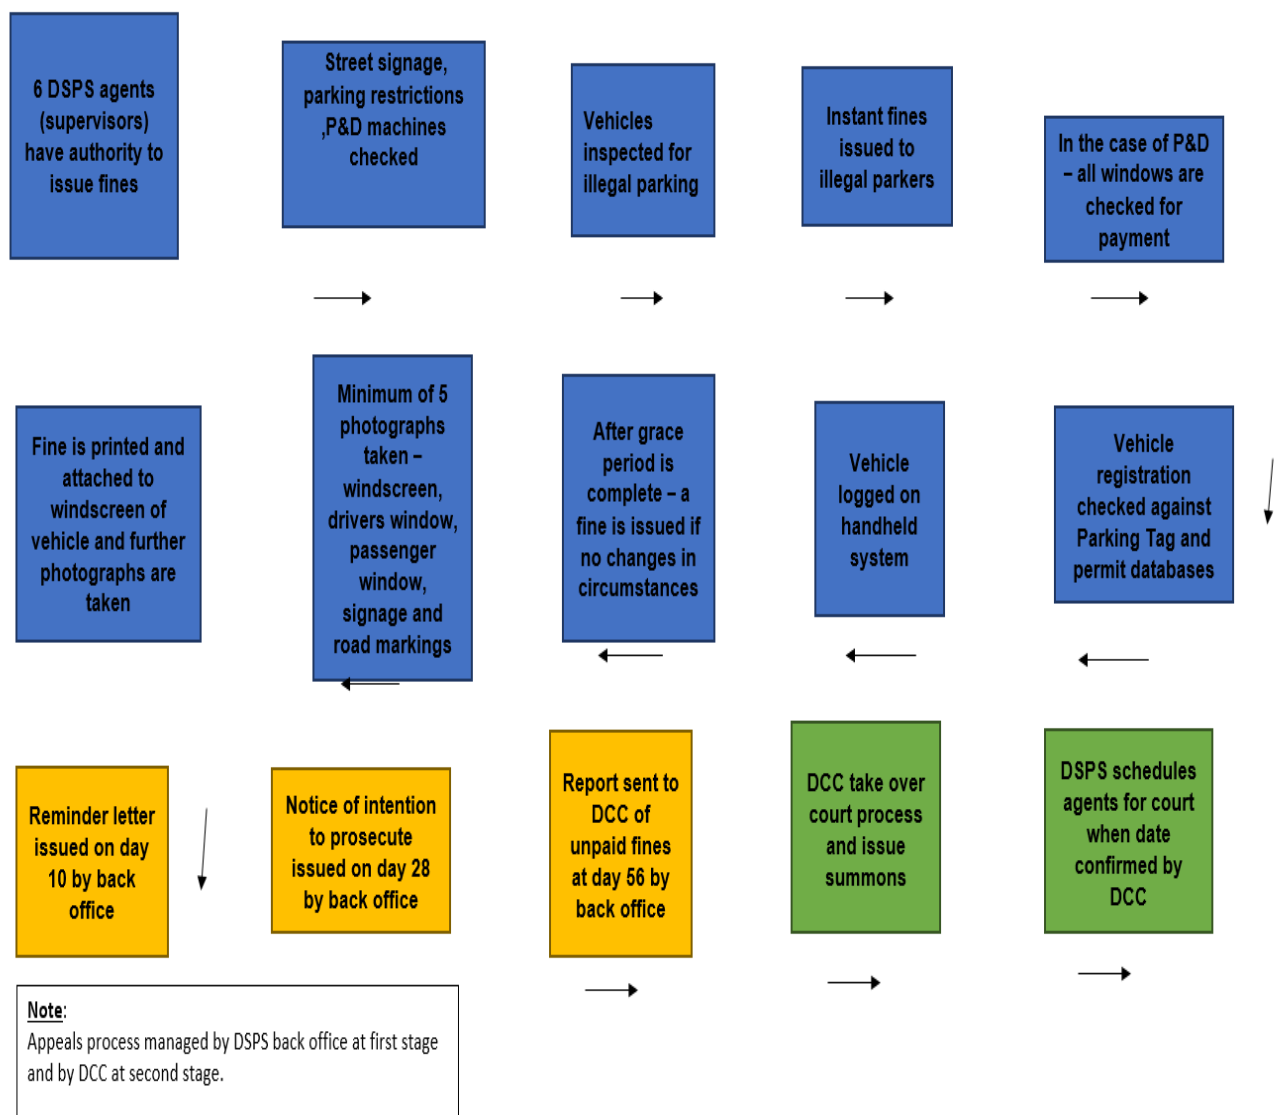 6 DSPS agents
(supervisors)
have authority to
issue fines
Street signage,
parking restrictions
,P&D machines
checked
Vehicles
inspected for
illegal parking
Instant fines
issued to
illegal parkers
In the case of P&D
– all windows are
checked for
payment
Fine is printed and
attached to
windscreen of
vehicle and further
photographs are
taken
Minimum of 5
photographs
taken –
windscreen,
drivers window,
passenger
window,
signage and
road markings
After grace
period is
complete – a
fine is issued if
no changes in
circumstances
Vehicle
logged on
handheld
system
Vehicle
registration
checked against
Parking Tag and
permit databases
Reminder letter
issued on day
10 by back
office
Notice of intention
to prosecute
issued on day 28
by back office
Report sent to
DCC of
unpaid fines
at day 56 by
back office
DCC take over
court process
and issue
summons
DSPS schedules
agents for court
when date
confirmed by
DCC
Note:
Appeals process managed by DSPS back office at first stage
and by DCC at second stage.